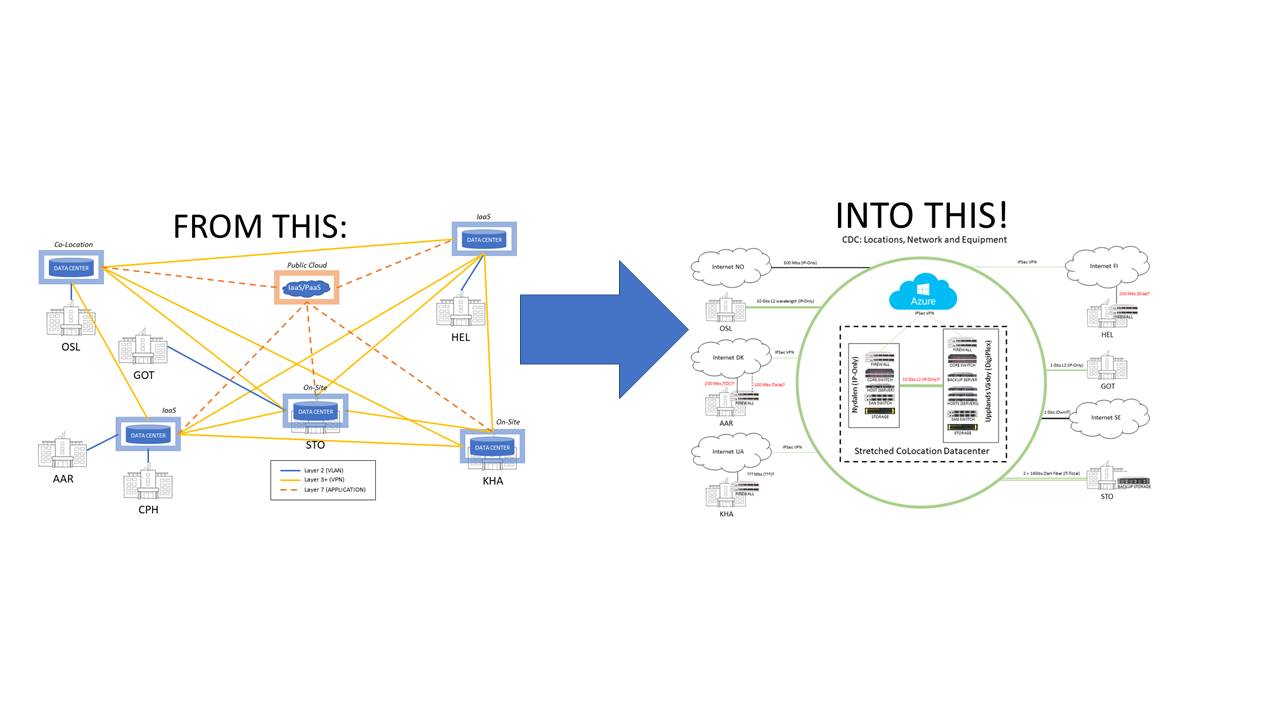 FROM THIS:
Co-Location
DATA CENTER
OSL
GOT
Public Cloud
IaaS/PaaS
IaaS
DATA CENTER
HEL
IaaS
DATA CENTER
AAR
CPH
On-Site
DATA CENTER
STO
On-Site
DATA CENTER
KHA
Layer 2 (VLAN)
Layer 3+ (VPN)
Layer 7 (APPLICATION)
INTO THIS!
CDC: Locations, Network and Equipment
Internet NO
500 Mbs (IP-Only)
OSL
10 Gbs L2 wavelength (IP-Only)
Internet DK
IPSec VPN
200 Mbs (TDC)?
200 Mbs (Telia)?
FIREWALL
AAR
Internet UA
IPSec VPN
???Mbs (???)?
FIREWALL
KHA
Azure
IPSec VPN
Nydalen (IP-Only)
FIREWALL
CORE SWITCH
HOST (SERVER)
SAN SWITCH
STORAGE
10 Gbs L2 (IP-Only)?
FIREWALL
CORE SWITCH
BACKUP SERVER
HOSTS (SERVERS)
SAN SWITCH
STORAGE
Upplands Väsby (DigiPlex)
Stretched CoLocation Datacenter
IPSec VPN
Internet FI
200 Mbs (Elisa)?
FIREWALL
HEL
1 Gbs L2 (IP-Only)
GOT
Internet SE
2 x 16Gbs Dark Fiber (IT-Total)
BACKUP STORAGE
STO